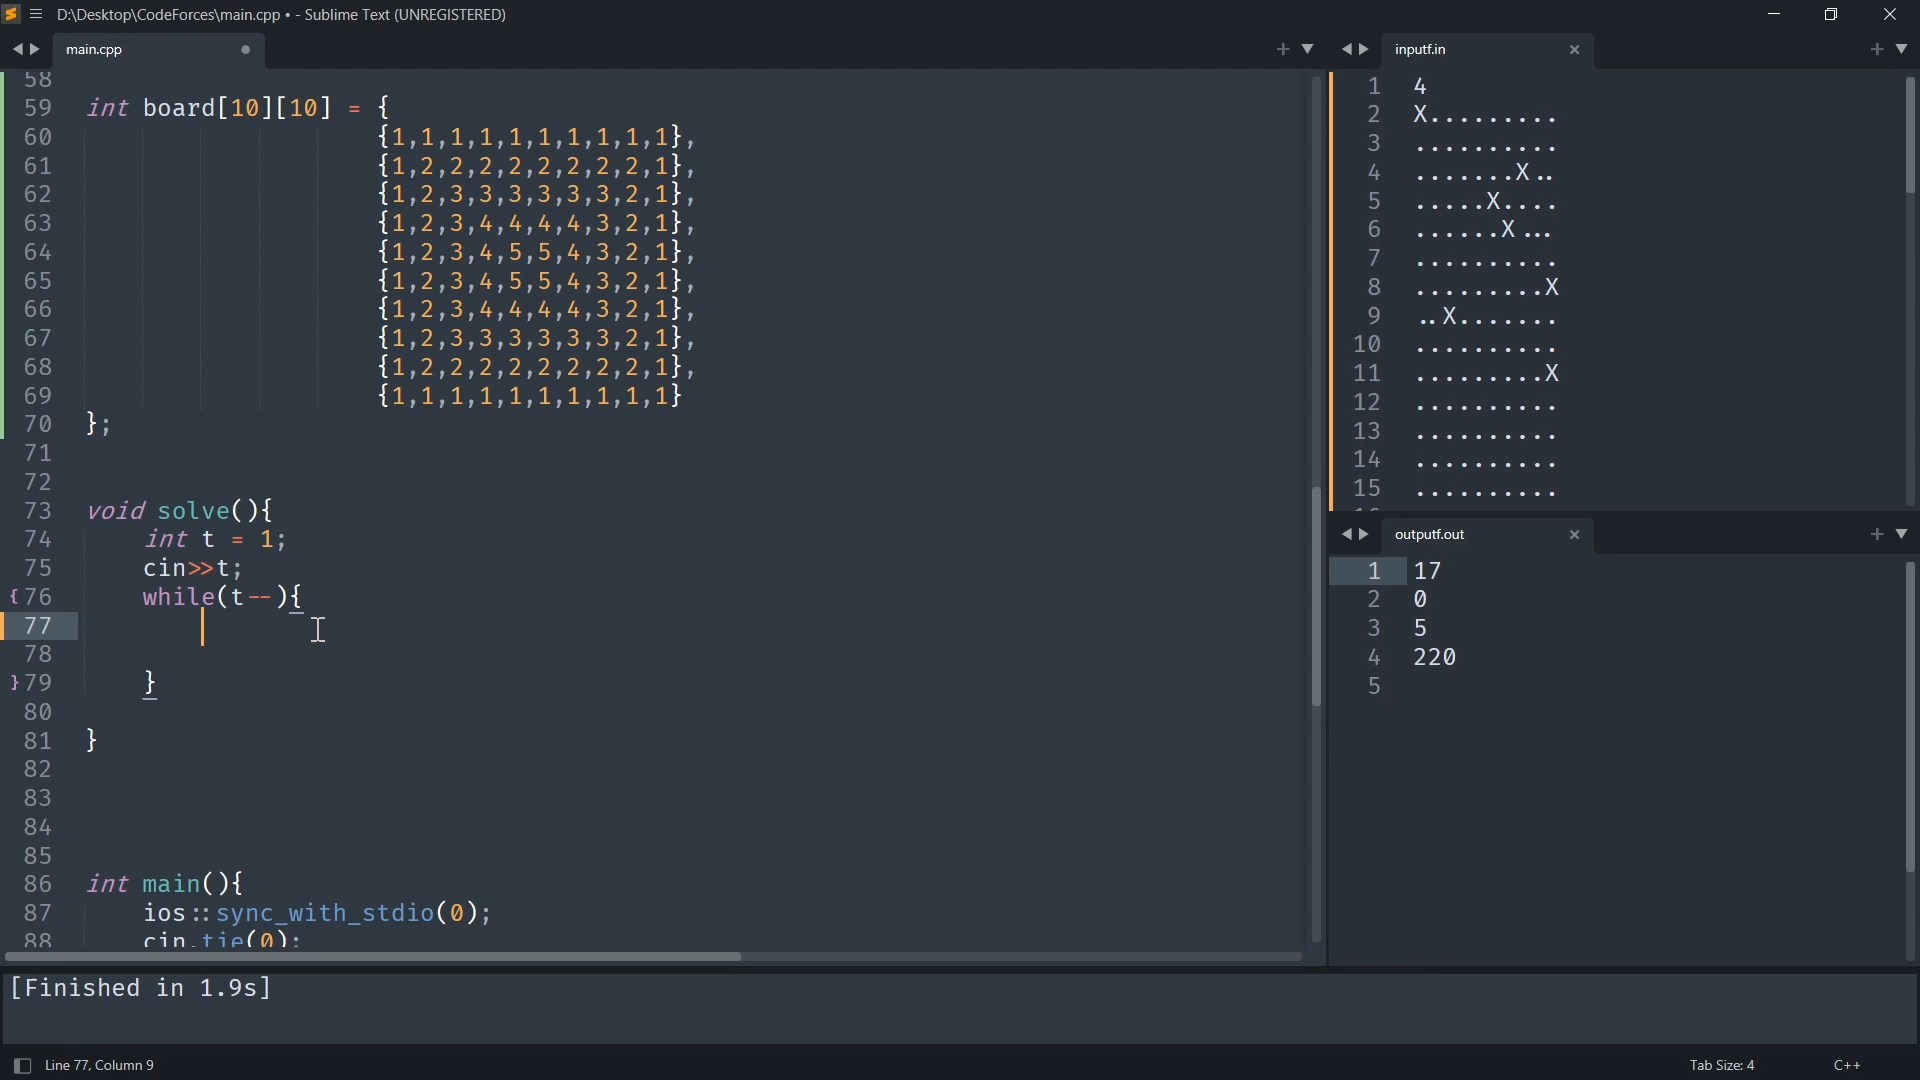 D:\Desktop\CodeForces\main.cpp • - Sublime Text (UNREGISTERED)
main.cpp
58
59 int board[10][10] = {
60 {1,1,1,1,1,1,1,1,1,1},
61 {1,2,2,2,2,2,2,2,2,1},
62 {1,2,3,3,3,3,3,3,2,1},
63 {1,2,3,4,4,4,4,3,2,1},
64 {1,2,3,4,5,5,4,3,2,1},
65 {1,2,3,4,5,5,4,3,2,1},
66 {1,2,3,4,4,4,4,3,2,1},
67 {1,2,3,3,3,3,3,3,2,1},
68 {1,2,2,2,2,2,2,2,2,1},
69 {1,1,1,1,1,1,1,1,1,1}
70 };
71
72
73 void solve(){
74 int t = 1;
75 cin>>t;
{ 76 while(t--){
77
78
} 79 }
80
81 }
82
83
84
85
86 int main(){
87 ios::sync_with_stdio(0);
88 cin.tie(0);
inputf.in
1 4
2 X.........
3 ..........
4 .......X..
5 .....X....
6 ......X...
7 ..........
8 .........X
9 ..X.......
10 ..........
11 .........X
12 ..........
13 ..........
14 ..........
15 ..........
outputf.out
1 17
2 0
3 5
4 220
5
[Finished in 1.9s]
Line 77, Column 9
Tab Size: 4
C++